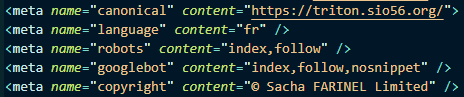 <meta name="canonical" content="https://triton.sio56.org/">
<meta name="language" content="fr" />
<meta name="robots" content="index,follow" />
<meta name="googlebot" content="index,follow,nosnippet" />
<meta name="copyright" content="© Sacha FARINEL Limited" />